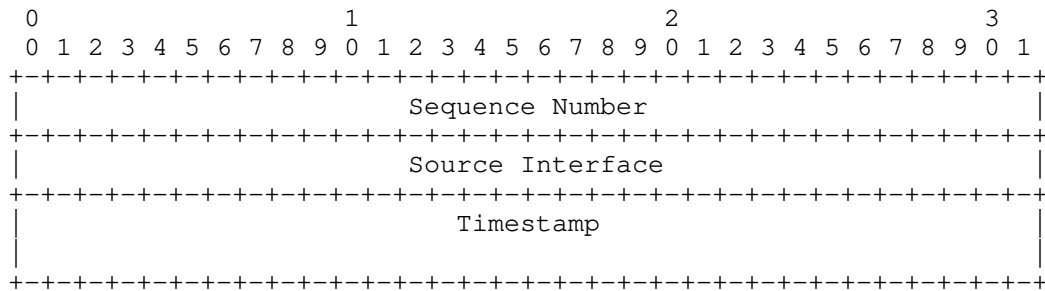 0                   1                   2                   3
 0 1 2 3 4 5 6 7 8 9 0 1 2 3 4 5 6 7 8 9 0 1 2 3 4 5 6 7 8 9 0 1
+-+-+-+-+-+-+-+-+-+-+-+-+-+-+-+-+-+-+-+-+-+-+-+-+-+-+-+-+-+-+-+-+
|                        Sequence Number                        |
+-+-+-+-+-+-+-+-+-+-+-+-+-+-+-+-+-+-+-+-+-+-+-+-+-+-+-+-+-+-+-+-+
|                        Source Interface                       |
+-+-+-+-+-+-+-+-+-+-+-+-+-+-+-+-+-+-+-+-+-+-+-+-+-+-+-+-+-+-+-+-+
|                           Timestamp                           |
|                                                               |
+-+-+-+-+-+-+-+-+-+-+-+-+-+-+-+-+-+-+-+-+-+-+-+-+-+-+-+-+-+-+-+-+